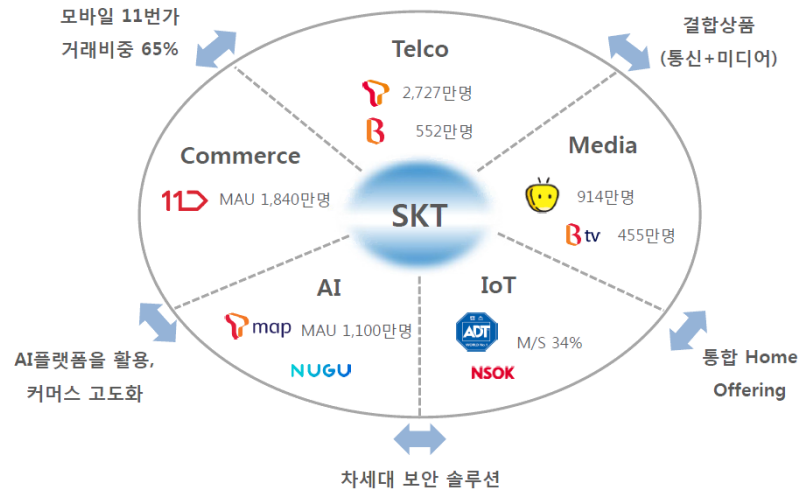 모바일 11번가
거래비중 65%
결합상품
(통신+미디어)
Telco
2,727만명
B
552만명
Commerce
11
MAU 1,840만명
Media
914만명
B tv
455만명
SKT
AI
T map MAU 1,100만명
NUGU
IoT
ADT
M/S 34%
NSOK
AI플랫폼을 활용,
커머스 고도화
통합 Home
Offering
차세대 보안 솔루션